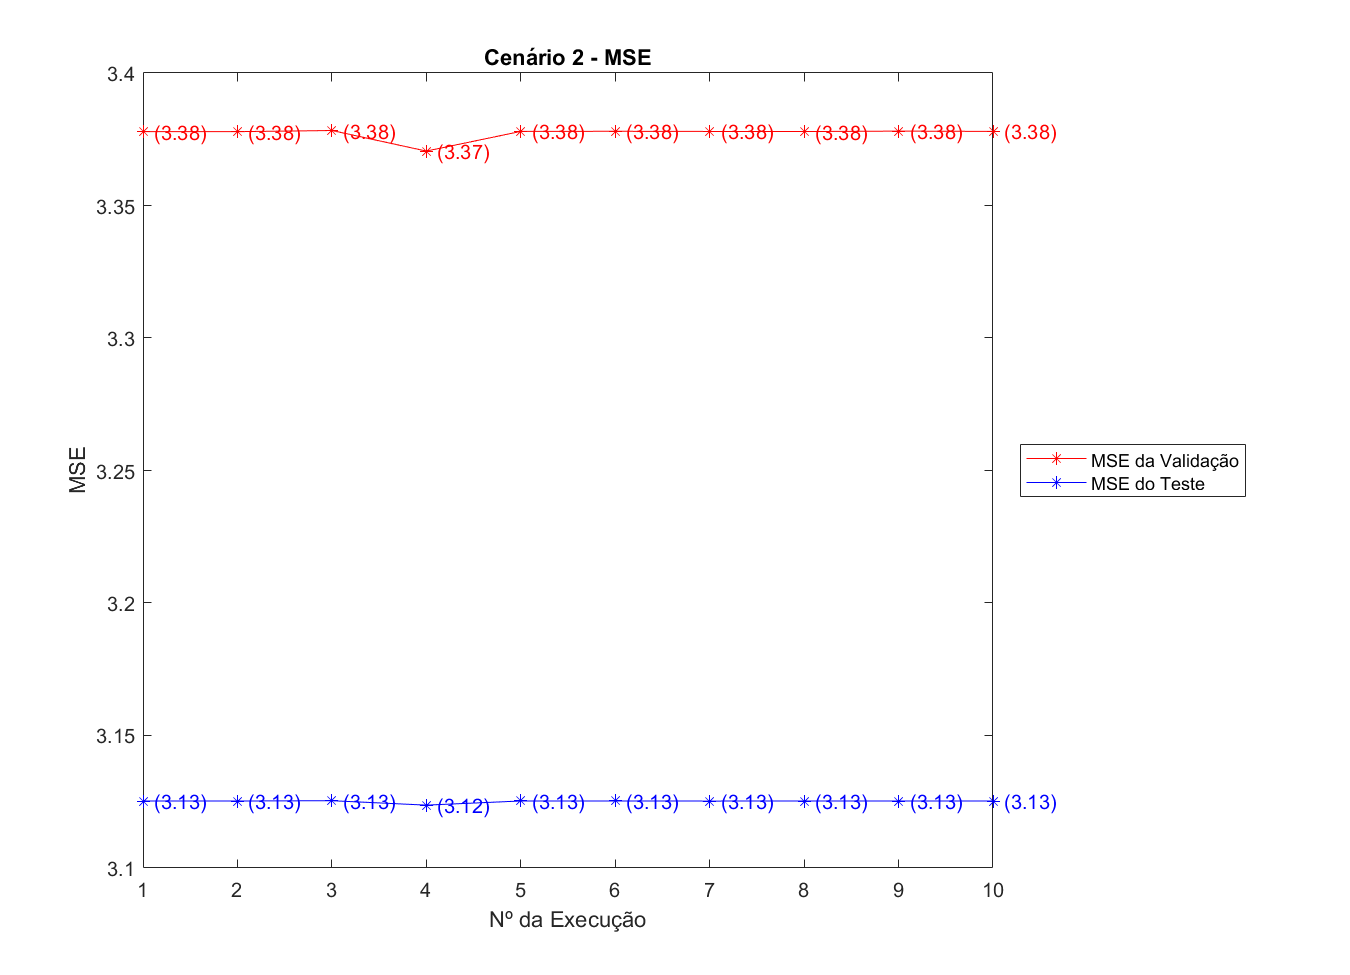 Cenário 2 - MSE
3.4
(3.38) (3.38) (3.38) (3.37) (3.38) (3.38) (3.38) (3.38) (3.38) (3.38)
3.35
3.3
3.25
MSE
MSE da Validação
MSE do Teste
3.2
3.15
(3.13) (3.13) (3.13) (3.12) (3.13) (3.13) (3.13) (3.13) (3.13) (3.13)
3.1
1 2 3 4 5 6 7 8 9 10
Nº da Execução